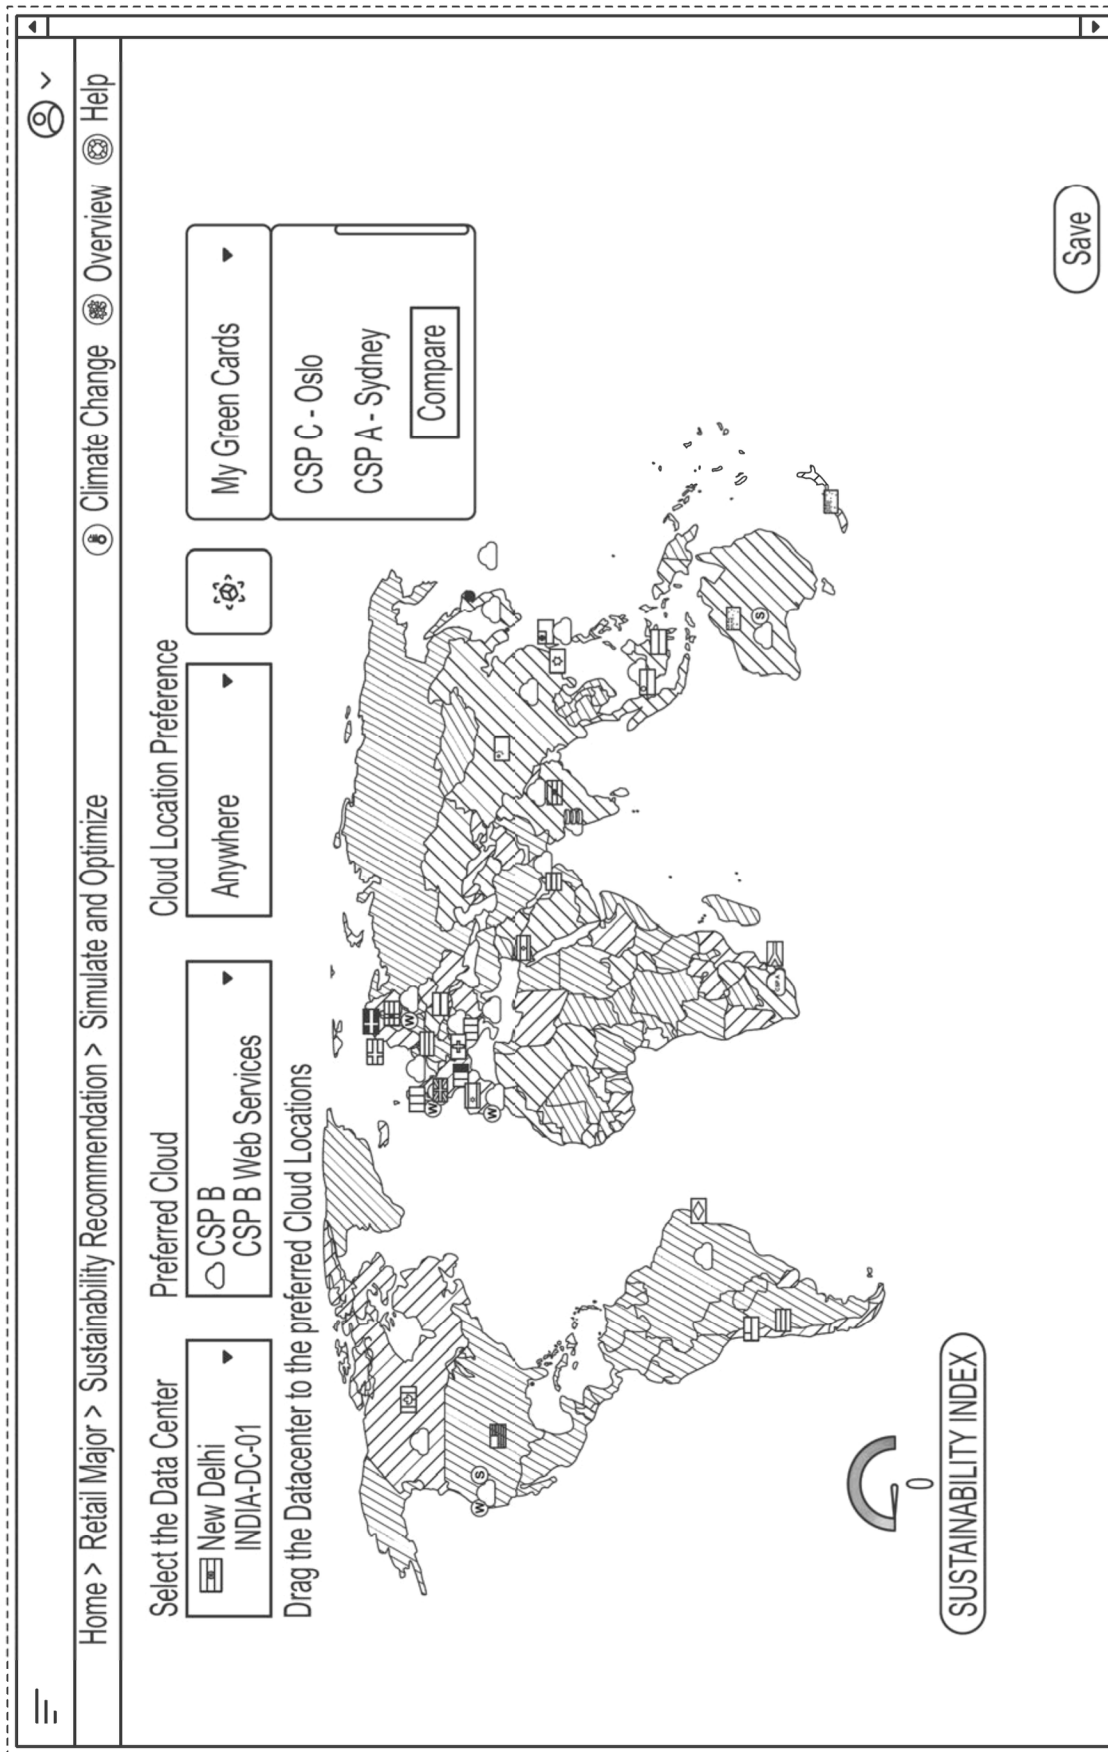 Home > Retail Major > Sustainability Recommendation > Simulate and Optimize
Climate Change
Overview
Help
Select the Data Center
New Delhi
INDIA-DC-01
Preferred Cloud
CSP B
CSP B Web Services
Cloud Location Preference
Anywhere
My Green Cards
CSP C - Oslo
CSP A - Sydney
Compare
Drag the Datacenter to the preferred Cloud Locations
W
S
W
W
W
S
CSP A
0
SUSTAINABILITY INDEX
Save